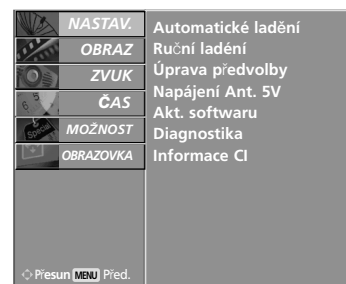 NASTAV.
OBRAZ
ZVUK
ČAS
MOŽNOST
OBRAZOVKA
Automatické ladění
Ruční ladéní
Úprava předvolby
Napájení Ant. 5V
Akt. softwaru
Diagnostika
Informace CI
Přesun MENU Před.